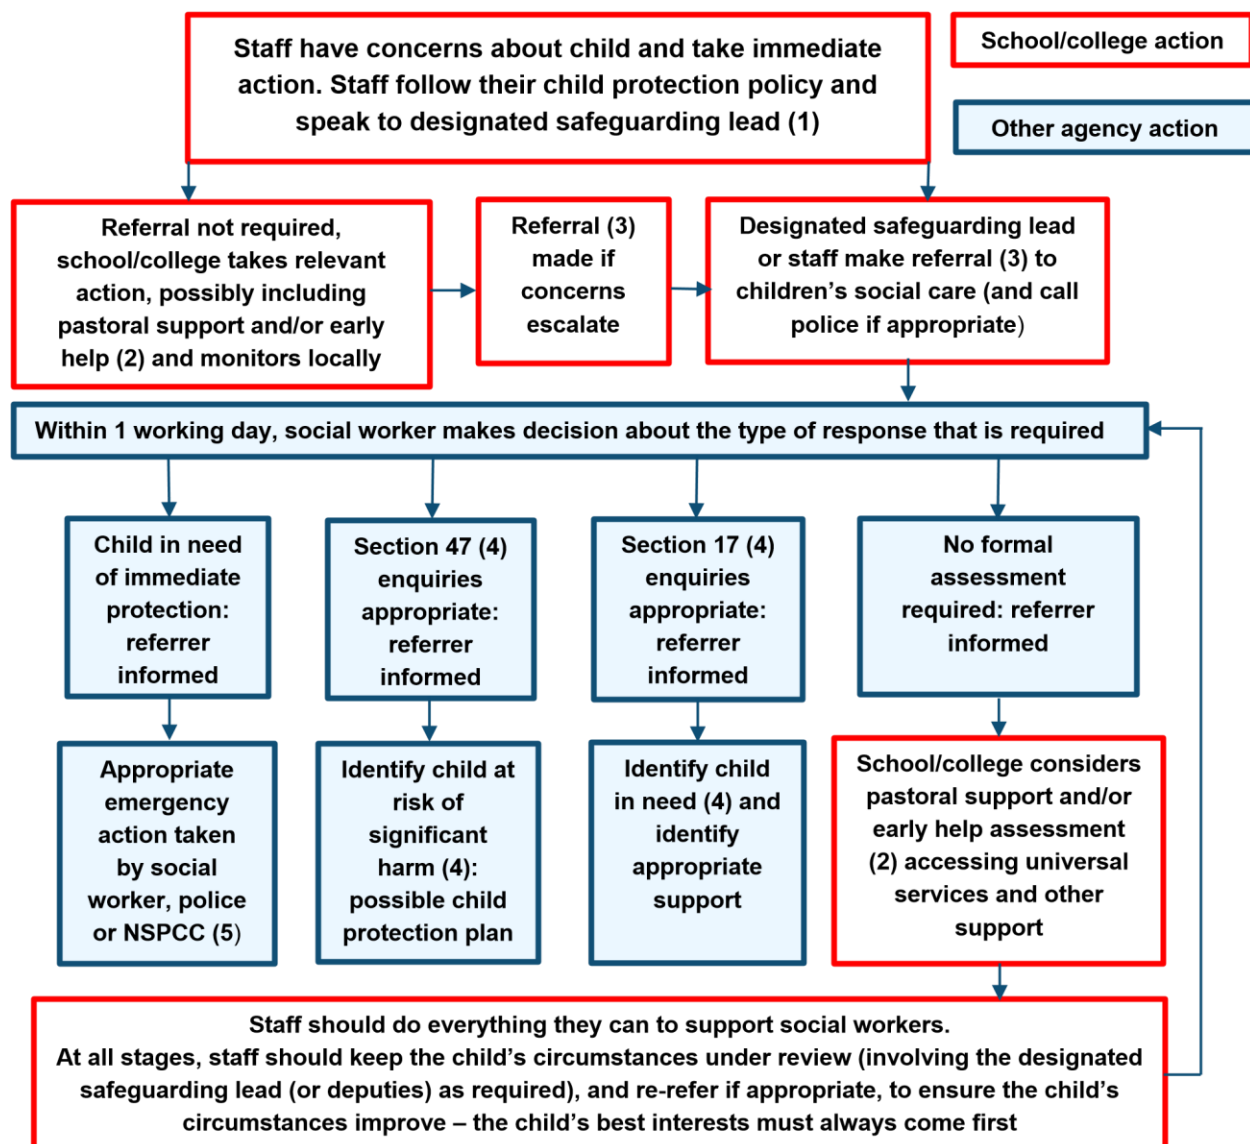 Staff have concerns about child and take immediate
action. Staff follow their child protection policy and
speak to designated safeguarding lead (1)
School/college action
Other agency action
Referral not required,
school/college takes relevant
action, possibly including
pastoral support and/or early
help (2) and monitors locally
Referral (3)
made if
concerns
escalate
Designated safeguarding lead
or staff make referral (3) to
children’s social care (and call
police if appropriate)
Within 1 working day, social worker makes decision about the type of response that is required
Child in need
of immediate
protection:
referrer
informed
Section 47 (4)
enquiries
appropriate:
referrer
informed
Section 17 (4)
enquiries
appropriate:
referrer
informed
No formal
assessment
required: referrer
informed
Appropriate
emergency
action taken
by social
worker, police
or NSPCC (5)
Identify child at
risk of
significant
harm (4):
possible child
protection plan
Identify child
in need (4) and
identify
appropriate
support
School/college considers
pastoral support and/or
early help assessment
(2) accessing universal
services and other
support
Staff should do everything they can to support social workers.
At all stages, staff should keep the child’s circumstances under review (involving the designated
safeguarding lead (or deputies) as required), and re-refer if appropriate, to ensure the child’s
circumstances improve – the child’s best interests must always come first